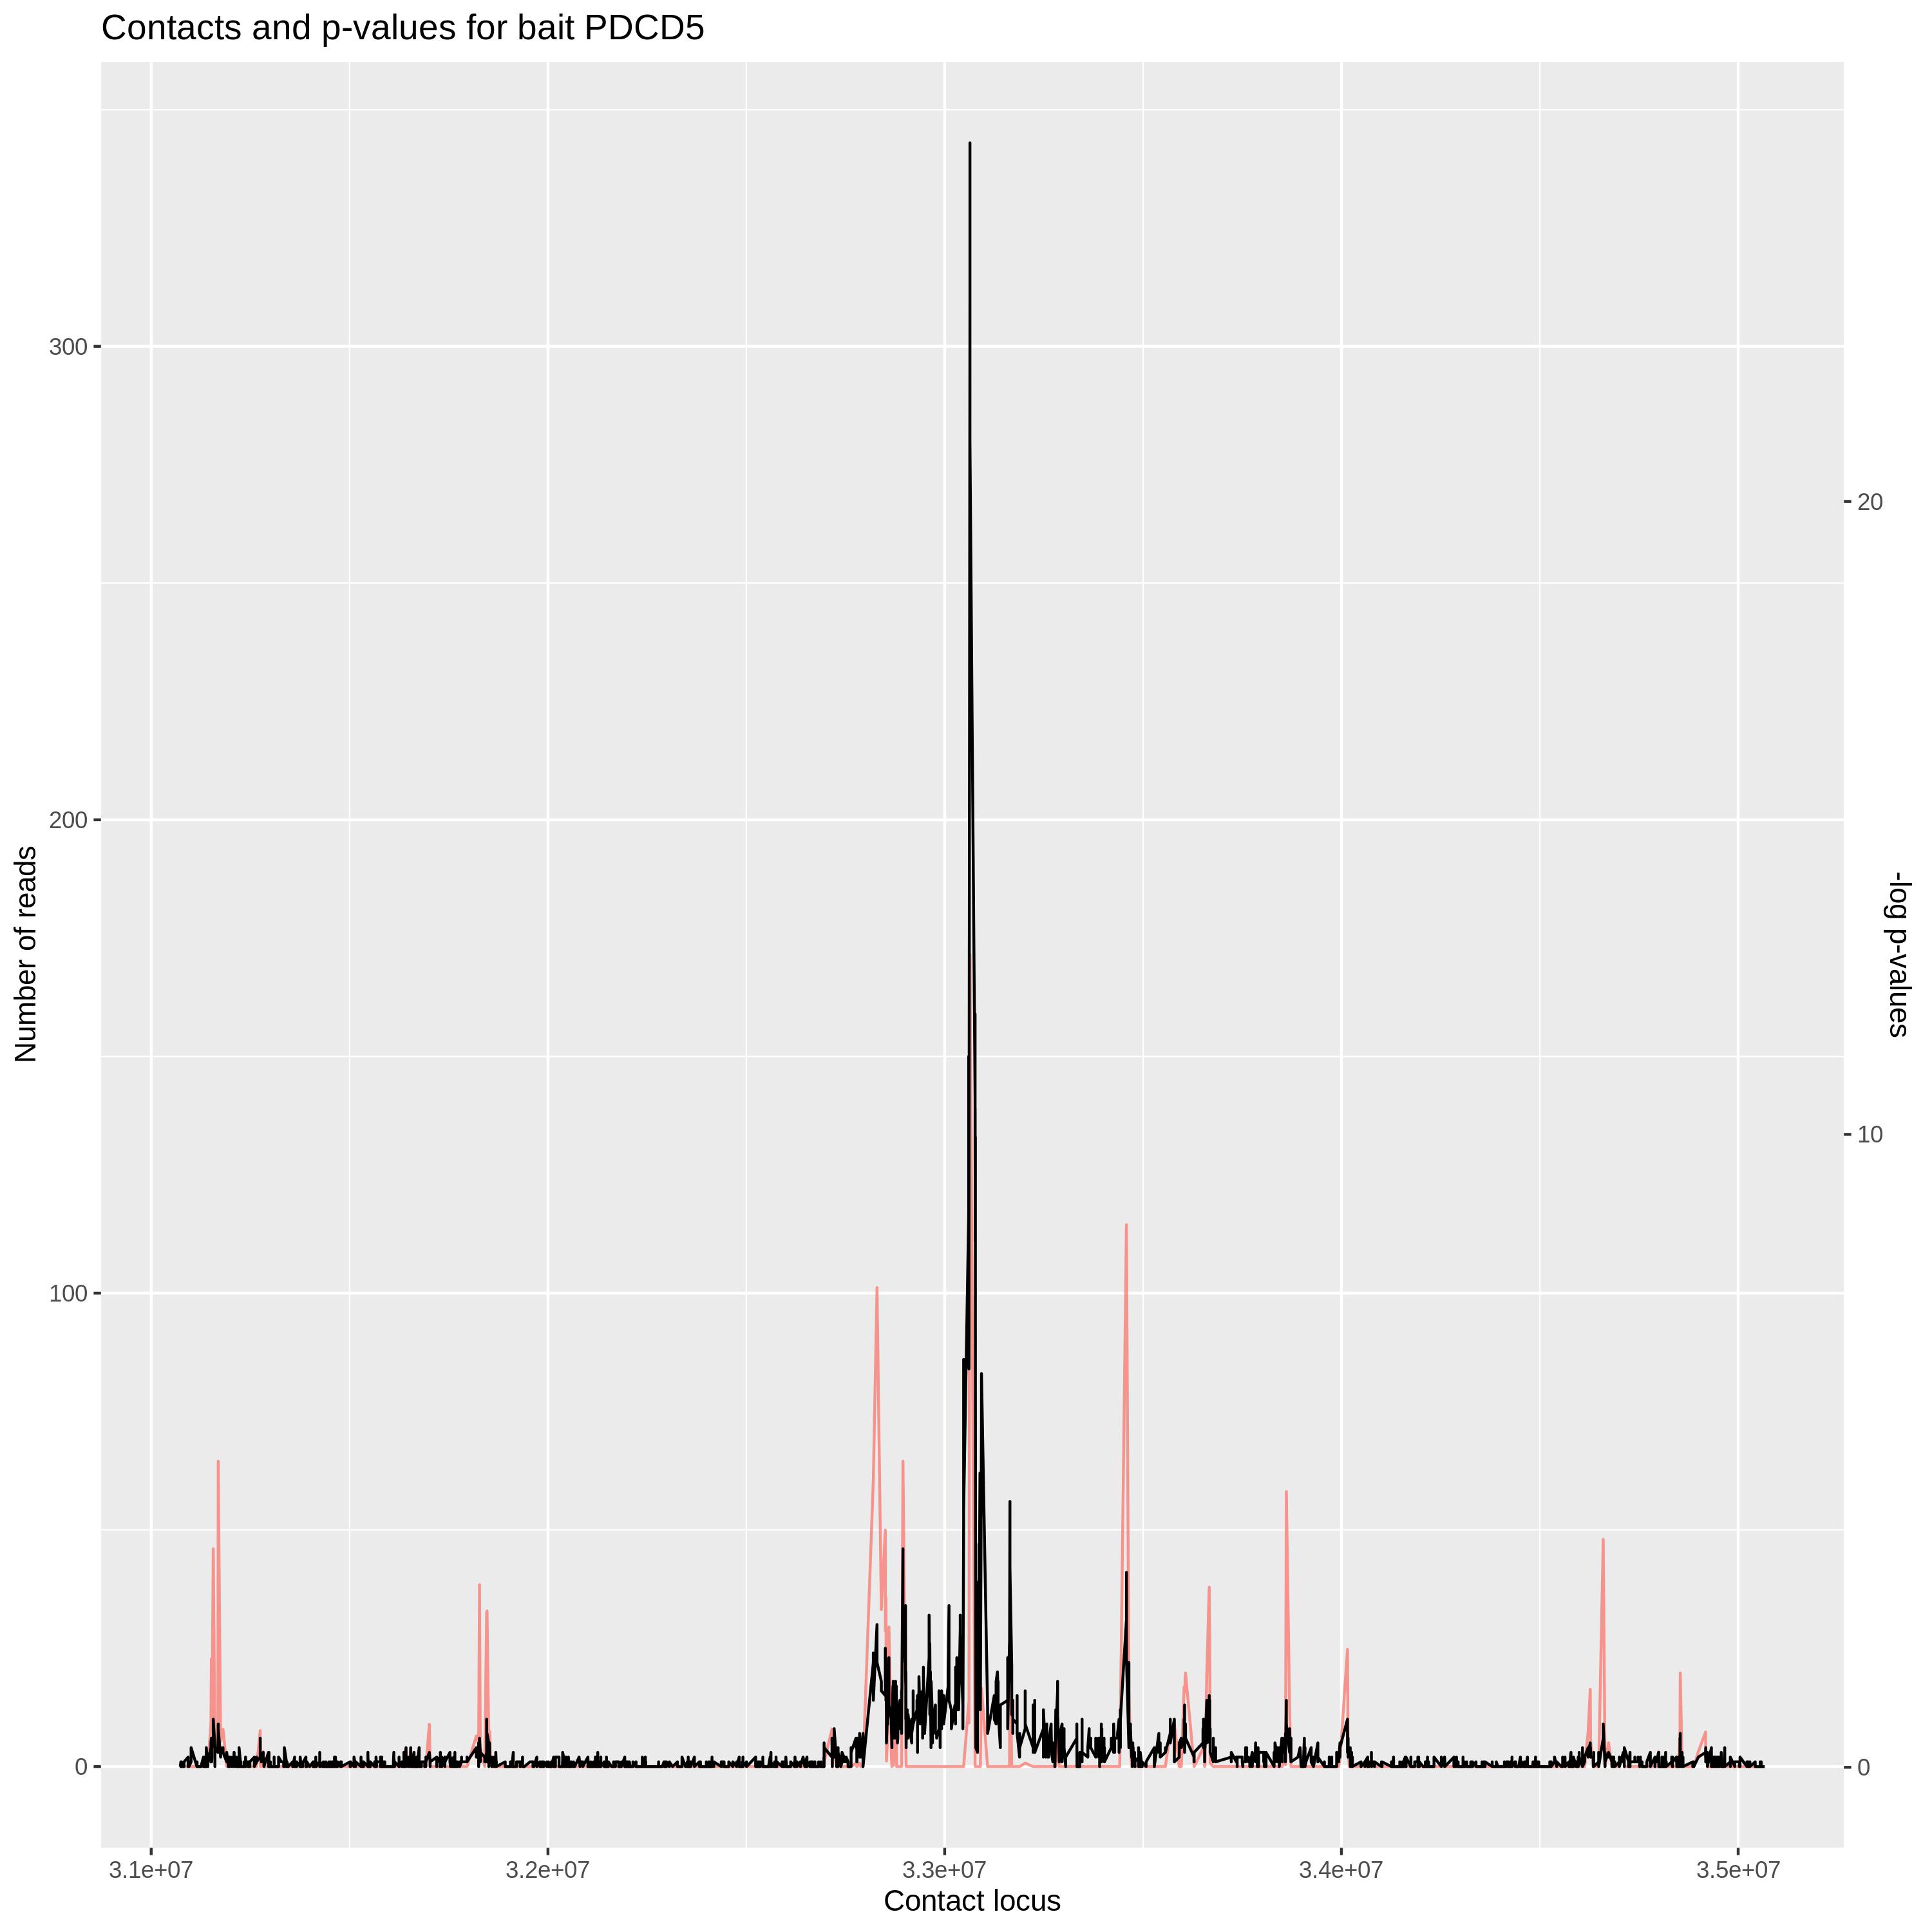 Contacts and p-values for bait PDCD5
300
200
100
0
Number of reads
20
10
0
-log p-values
3.1e+07
3.2e+07
3.3e+07
3.4e+07
3.5e+07
Contact locus